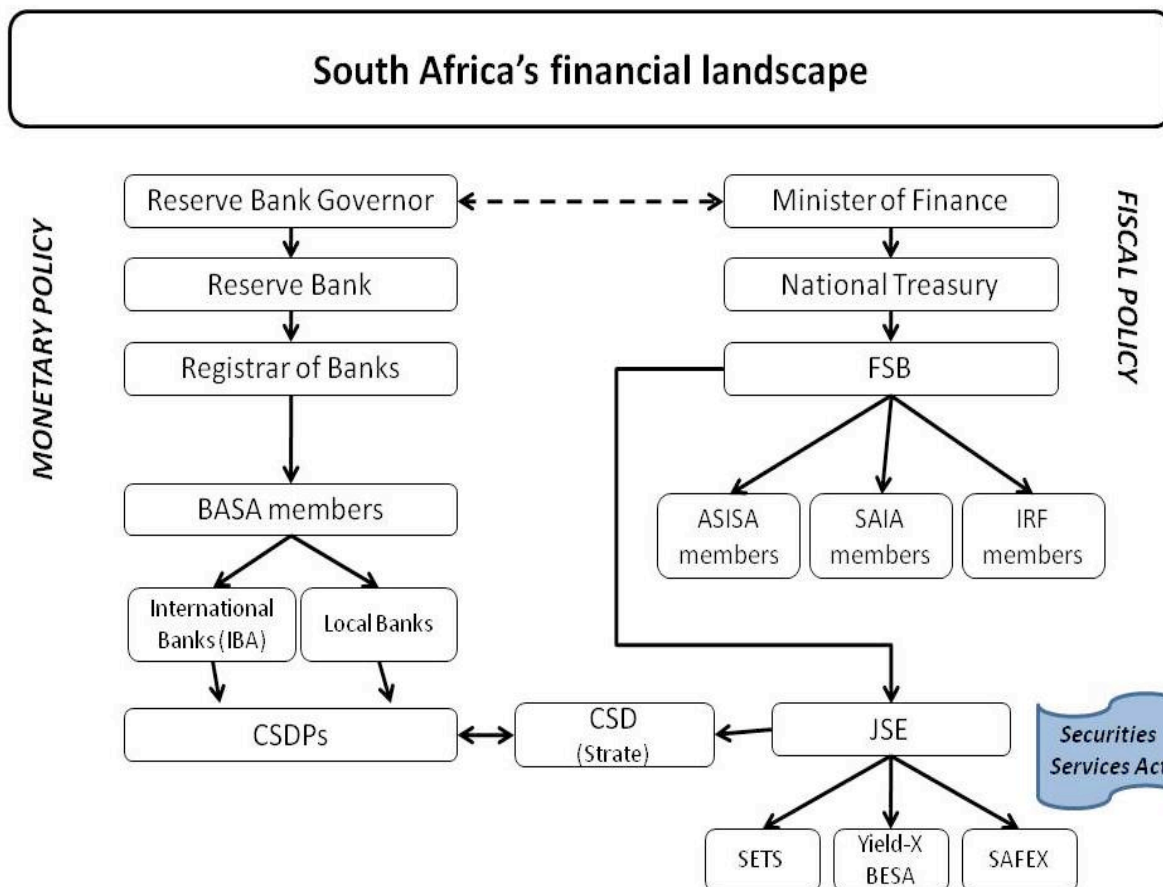 South Africa's financial landscape
MONETARY POLICY
FISCAL POLICY
Reserve Bank Governor
Minister of Finance
Reserve Bank
National Treasury
Registrar of Banks
FSB
BASA members
ASISA
members
SAIA
members
IRF
members
International
Banks (IBA)
Local Banks
CSDPs
CSD
(Strate)
JSE
Securities
Services Act
SETS
Yield-X
BESA
SAFEX